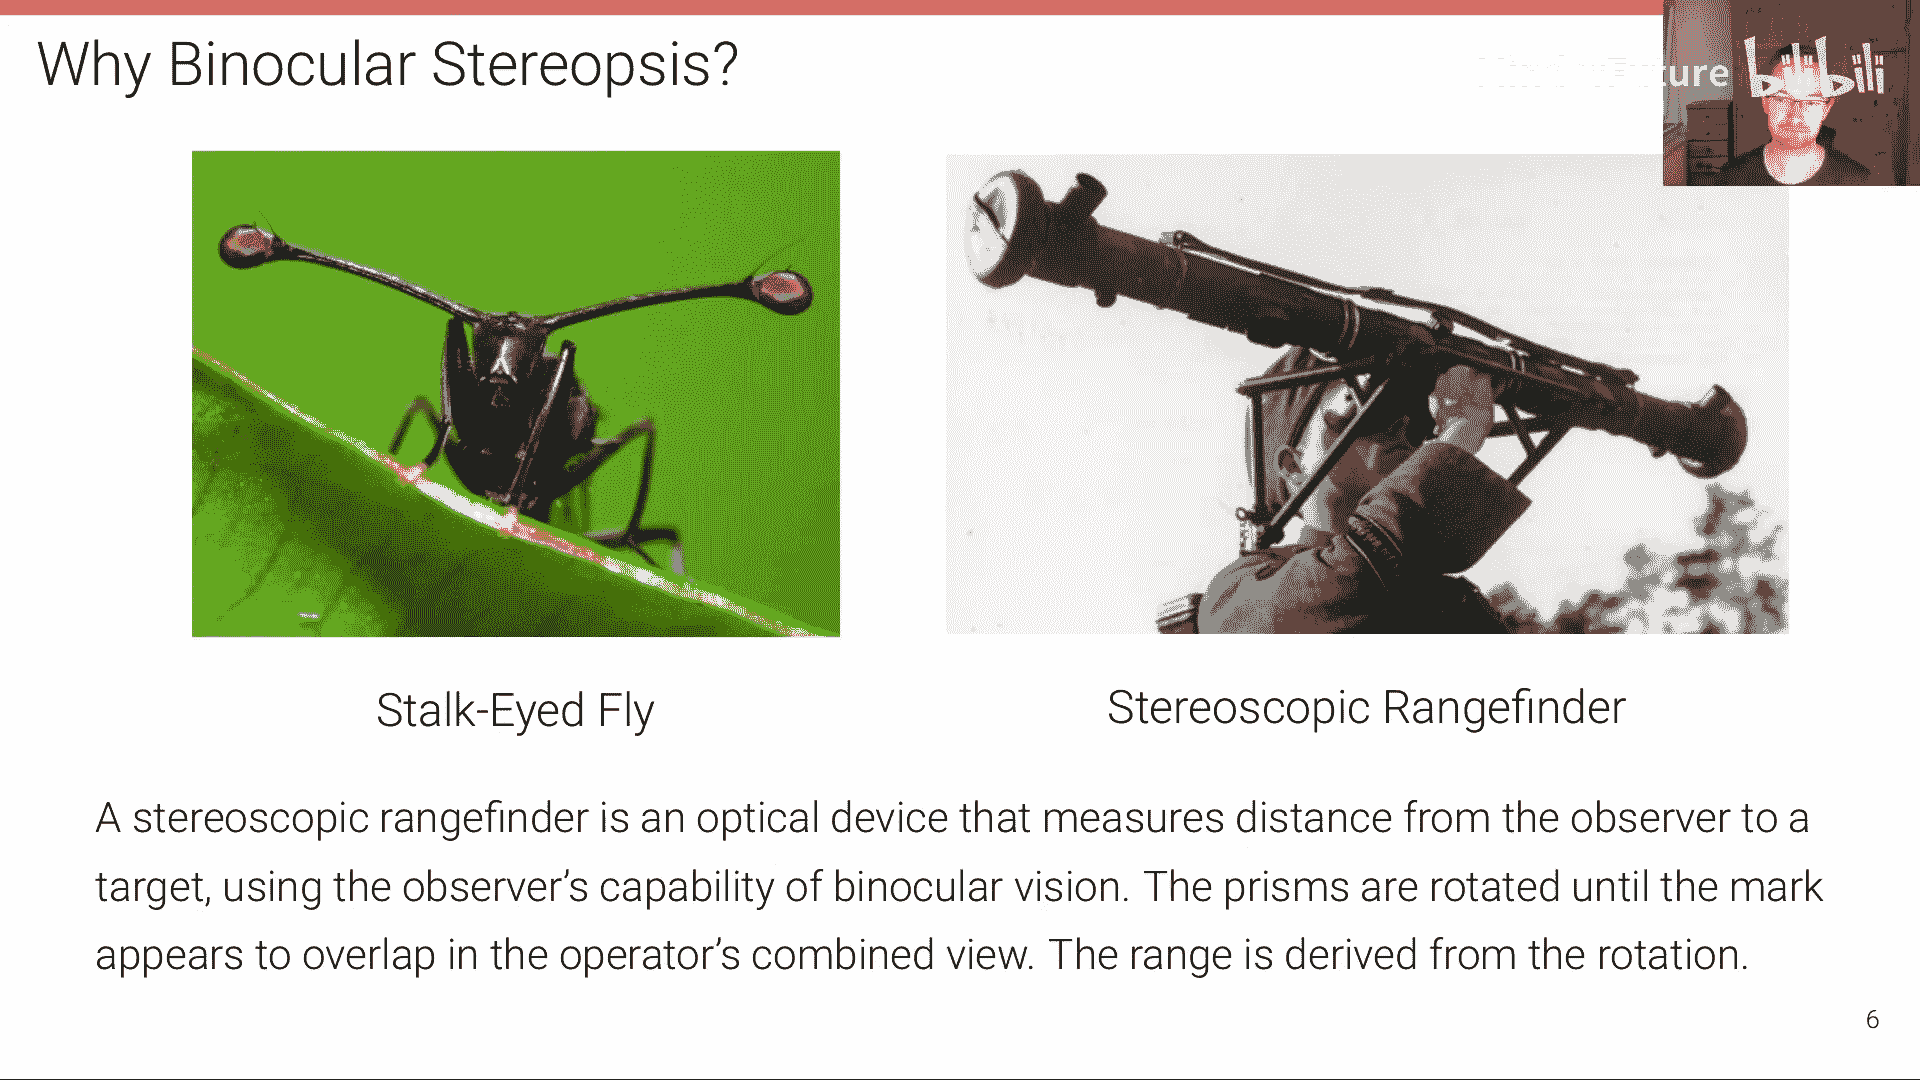 Why Binocular Stereopsis?
bilibili
Stalk-Eyed Fly
Stereoscopic Rangefinder
A stereoscopic rangefinder is an optical device that measures distance from the observer to a
target, using the observer’s capability of binocular vision. The prisms are rotated until the mark
appears to overlap in the operator’s combined view. The range is derived from the rotation.
6